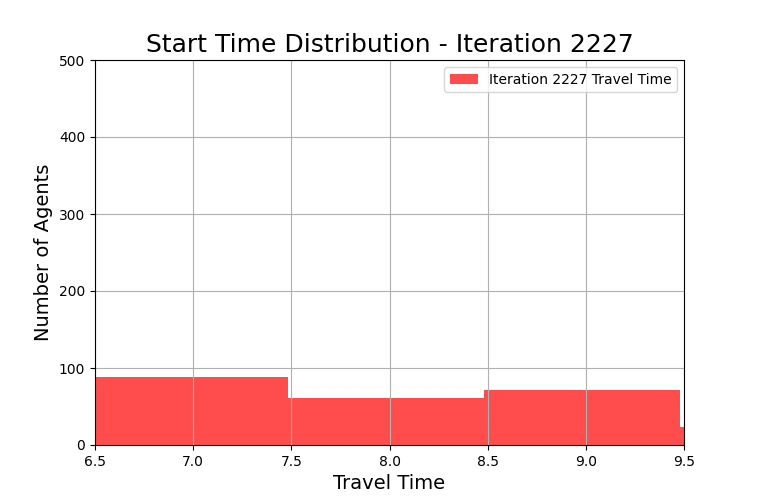 Start Time Distribution - Iteration 2227
Iteration 2227 Travel Time
Number of Agents
500
400
300
200
100
0
6.5 7.0 7.5 8.0 8.5 9.0 9.5
Travel Time